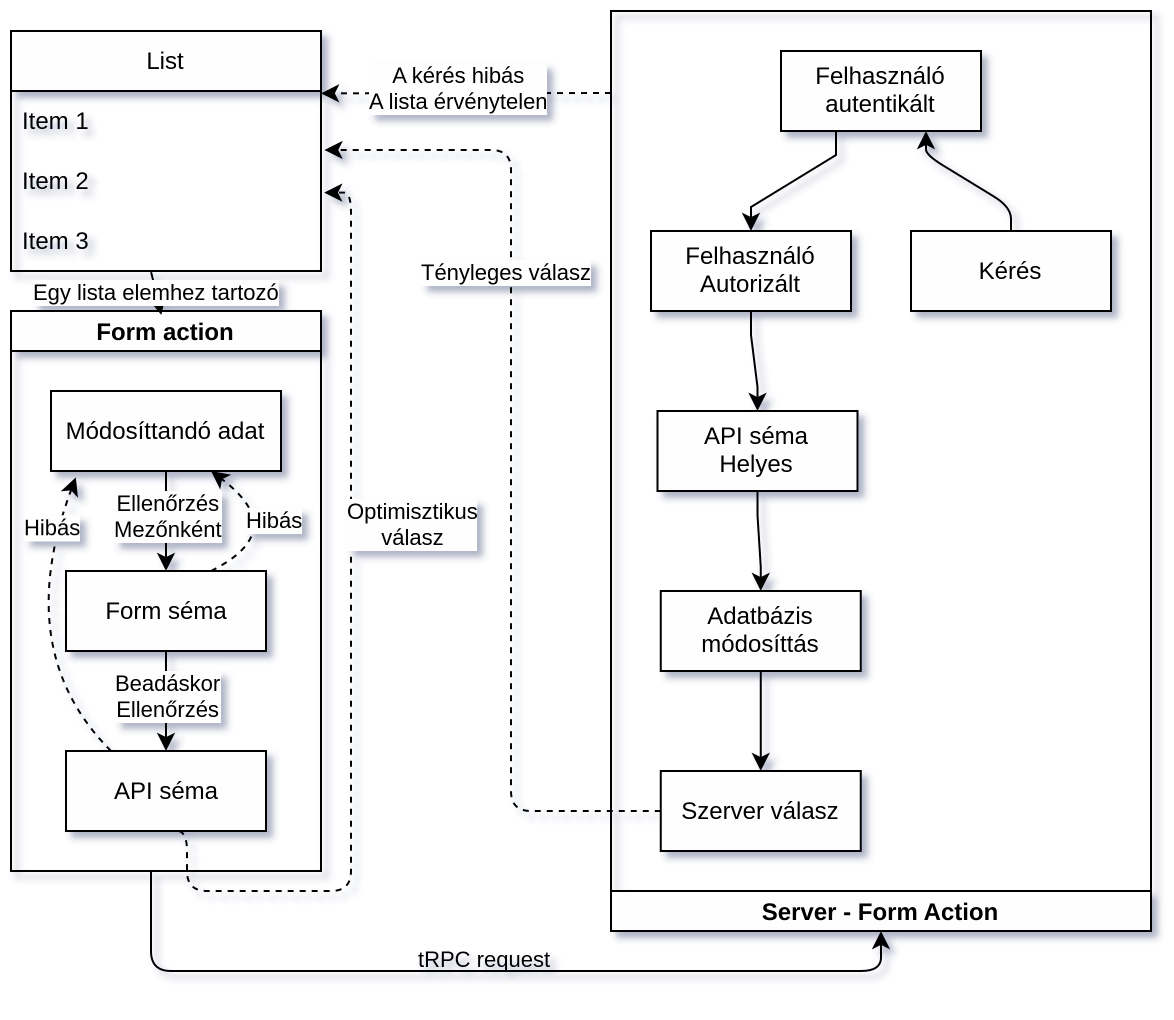 List
Item 1
Item 2
Item 3
Egy lista elemhez tartozó
Form action
Módosíttandó adat
Ellenőrzés
Mezőnként
Hibás
Hibás
Form séma
Beadáskor
Ellenőrzés
API séma
A kérés hibás
A lista érvénytelen
Tényleges válasz
Optimisztikus
válasz
tRPC request
Felhasználó
autentikált
Felhasználó
Autorizált
Kérés
API séma
Helyes
Adatbázis
módosíttás
Szerver válasz
Server - Form Action